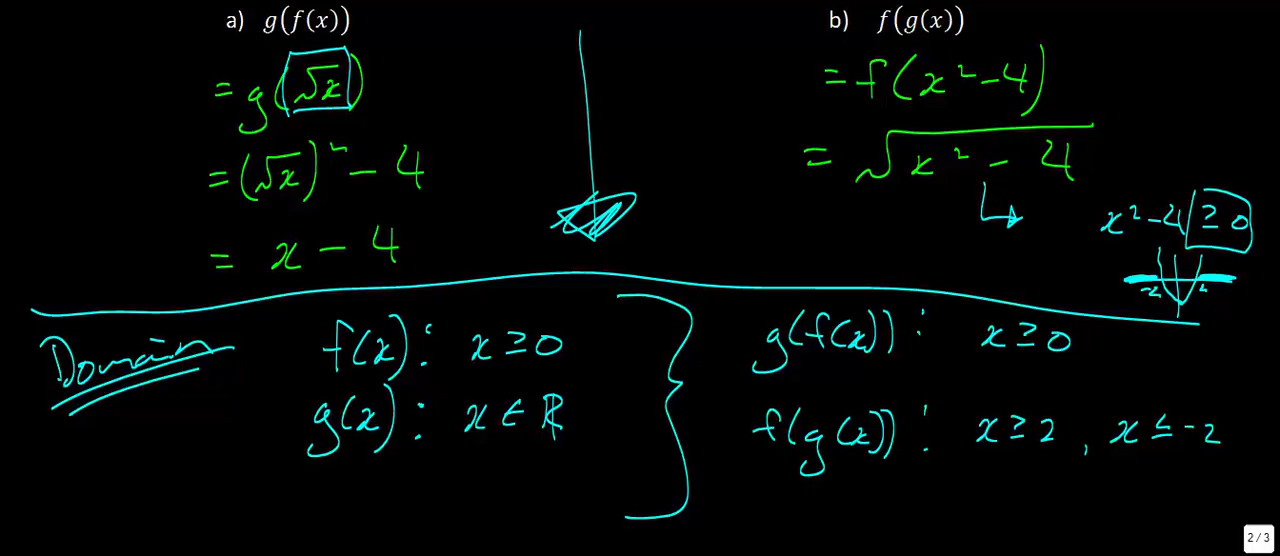 a) g(f(x))
= g(√x)
= (√x)² - 4
= x - 4
b) f(g(x))
= f(x² - 4)
= √(x² - 4)
x² - 4 ≥ 0
-2 2
Domain
f(x): x ≥ 0
g(x): x ∈ ℝ
g(f(x)): x ≥ 0
f(g(x)): x ≥ 2, x ≤ -2
2/3